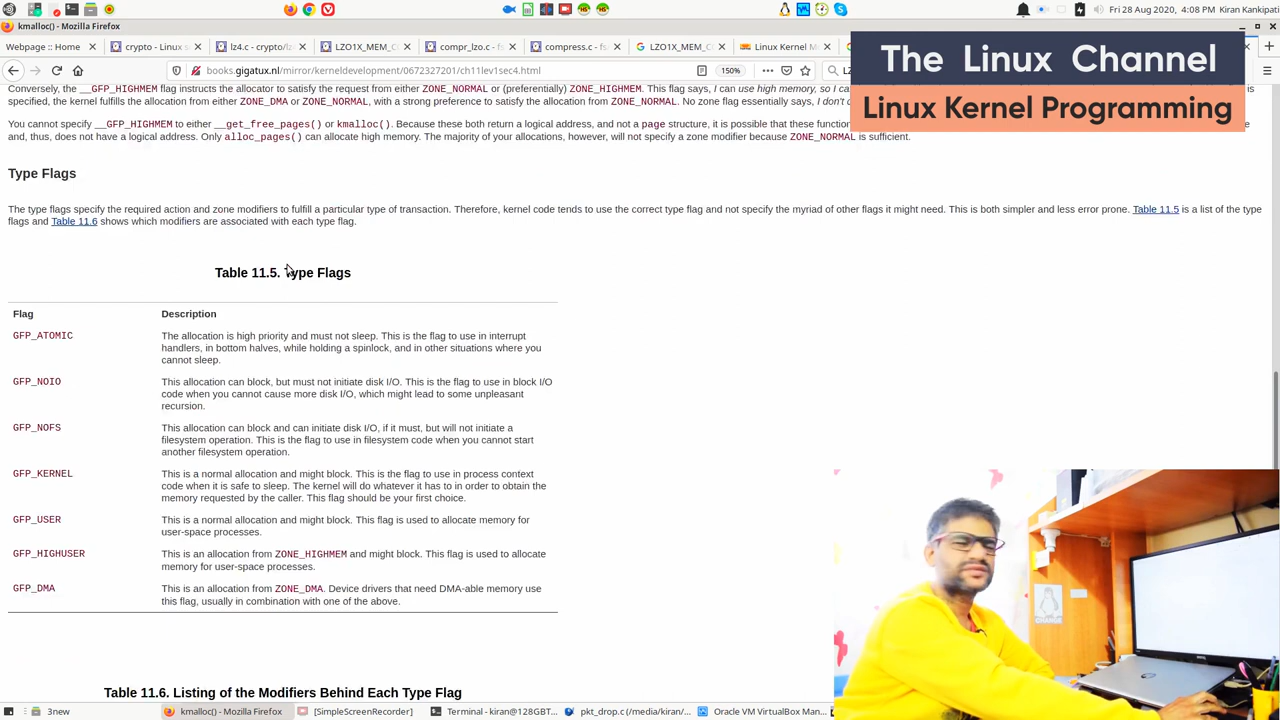 Fri 28 Aug 2020, 4:08 PM Kiran Kankipati
kmalloc() - Mozilla Firefox
Webpage :: Home
crypto - Linux s
lz4.c - crypto/lz
LZO1X_MEM_C
compr_lzo.c - fs
compress.c - fs
LZO1X_MEM_C
Linux Kernel M
books.gigatux.nl/mirror/kerneldevelopment/0672327201/ch11lev1sec4.html
150%
The Linux Channel
Linux Kernel Programming
Conversely, the __GFP_HIGHMEM flag instructs the allocator to satisfy the request from either ZONE_NORMAL or (preferentially) ZONE_HIGHMEM. This flag says, I can use high memory, so I ca
specified, the kernel fulfills the allocation from either ZONE_DMA or ZONE_NORMAL, with a strong preference to satisfy the allocation from ZONE_NORMAL. No zone flag essentially says, I don't
You cannot specify __GFP_HIGHMEM to either __get_free_pages() or kmalloc(). Because these both return a logical address, and not a page structure, it is possible that these function
and, thus, does not have a logical address. Only alloc_pages() can allocate high memory. The majority of your allocations, however, will not specify a zone modifier because ZONE_NORMAL is sufficient.
Type Flags
The type flags specify the required action and zone modifiers to fulfill a particular type of transaction. Therefore, kernel code tends to use the correct type flag and not specify the myriad of other flags it might need. This is both simpler and less error prone. Table 11.5 is a list of the type
flags and Table 11.6 shows which modifiers are associated with each type flag.
Table 11.5. Type Flags
Flag Description
GFP_ATOMIC The allocation is high priority and must not sleep. This is the flag to use in interrupt
handlers, in bottom halves, while holding a spinlock, and in other situations where you
cannot sleep.
GFP_NOIO This allocation can block, but must not initiate disk I/O. This is the flag to use in block I/O
code when you cannot cause more disk I/O, which might lead to some unpleasant
recursion.
GFP_NOFS This allocation can block and can initiate disk I/O, if it must, but will not initiate a
filesystem operation. This is the flag to use in filesystem code when you cannot start
another filesystem operation.
GFP_KERNEL This is a normal allocation and might block. This is the flag to use in process context
code when it is safe to sleep. The kernel will do whatever it has to in order to obtain the
memory requested by the caller. This flag should be your first choice.
GFP_USER This is a normal allocation and might block. This flag is used to allocate memory for
user-space processes.
GFP_HIGHUSER This is an allocation from ZONE_HIGHMEM and might block. This flag is used to allocate
memory for user-space processes.
GFP_DMA This is an allocation from ZONE_DMA. Device drivers that need DMA-able memory use
this flag, usually in combination with one of the above.
Table 11.6. Listing of the Modifiers Behind Each Type Flag
3new
kmalloc() - Mozilla Firefox
[SimpleScreenRecorder]
Terminal - kiran@128GBT...
pkt_drop.c (/media/kiran/...
Oracle VM VirtualBox Man...